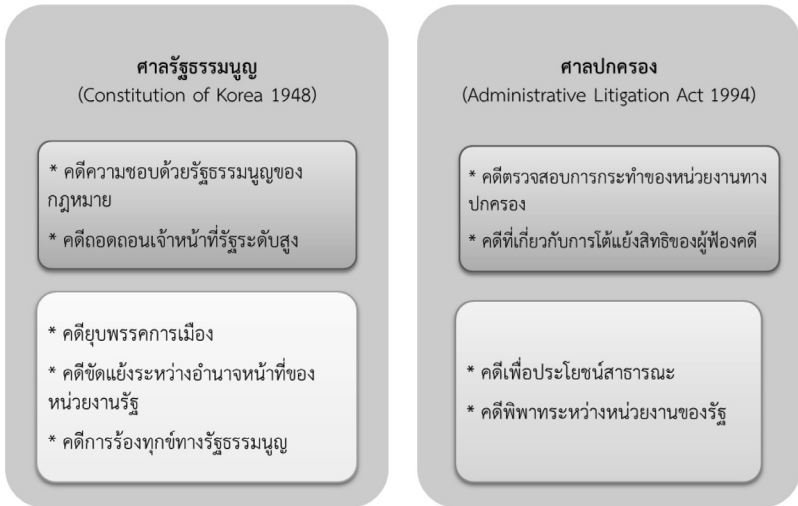 ศาลรัฐธรรมนูญ
(Constitution of Korea 1948)
* คดีความชอบด้วยรัฐธรรมนูญของ
กฎหมาย
* คดีถอดถอนเจ้าหน้าที่รัฐระดับสูง
* คดียุบพรรคการเมือง
* คดีขัดแย้งระหว่างอำนาจหน้าที่ของ
หน่วยงานรัฐ
* คดีการร้องทุกข์ทางรัฐธรรมนูญ
ศาลปกครอง
(Administrative Litigation Act 1994)
* คดีตรวจสอบการกระทำของหน่วยงานทาง
ปกครอง
* คดีที่เกี่ยวกับการโต้แย้งสิทธิของผู้ฟ้องคดี
* คดีเพื่อประโยชน์สาธารณะ
* คดีพิพาทระหว่างหน่วยงานของรัฐ